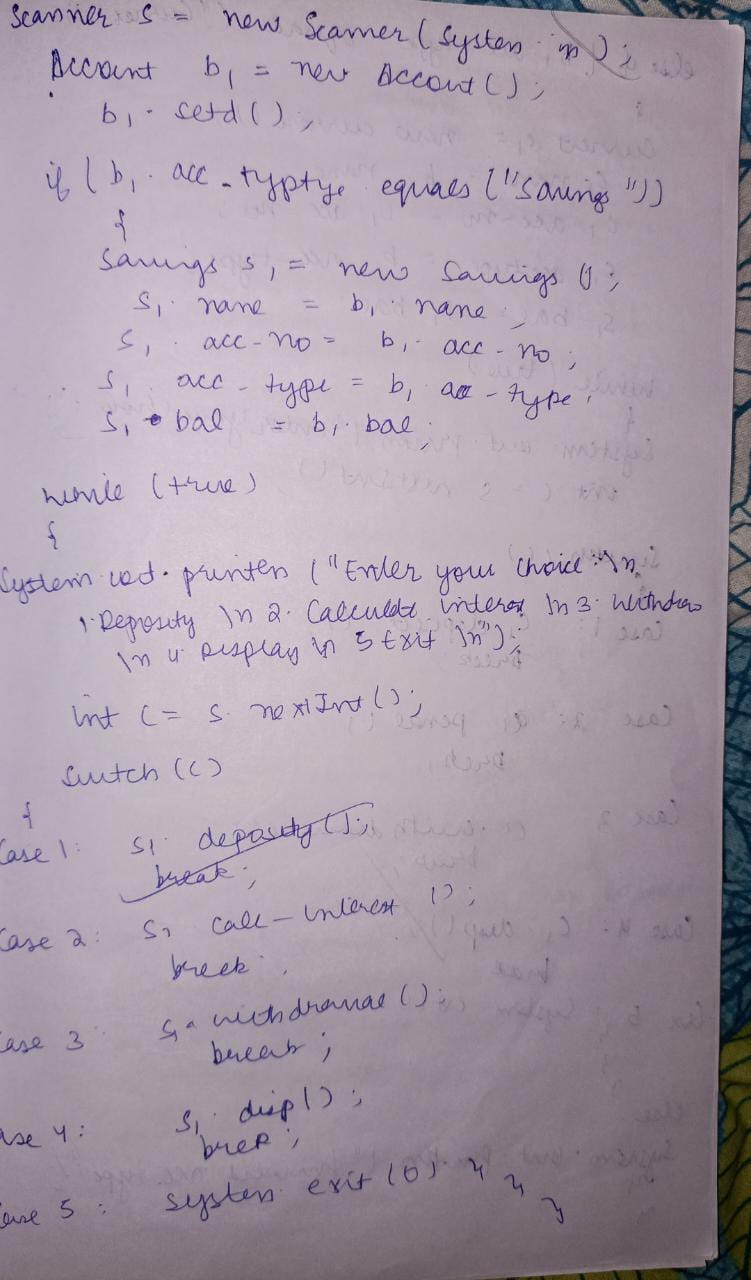 Scanner s = new Scanner (System in);
Account b1 = new Account();
b1. setd();
if (b1. acc_typtye equals ("Savings"))
{
Savings s1 = new Savings ();
s1. name = b1. name;
s1. acc-no = b1. acc-no;
s1. acc-type = b1 acc-type;
s1. bal = b1. bal;
while (true)
{
System out. println ("Enter your choice \n
1. Deposity \n 2. Calculate interest \n 3. withdraw
\n 4. Display \n 5 Exit \n");
int C = s. nextInt();
switch (C)
{
Case 1: s1. deposity();
break;
Case 2: s1 calc-interest ();
break;
Case 3 s1. withdrawal ();
break;
Case 4: s1. disp();
brep;
Case 5: system exit (0) } } }